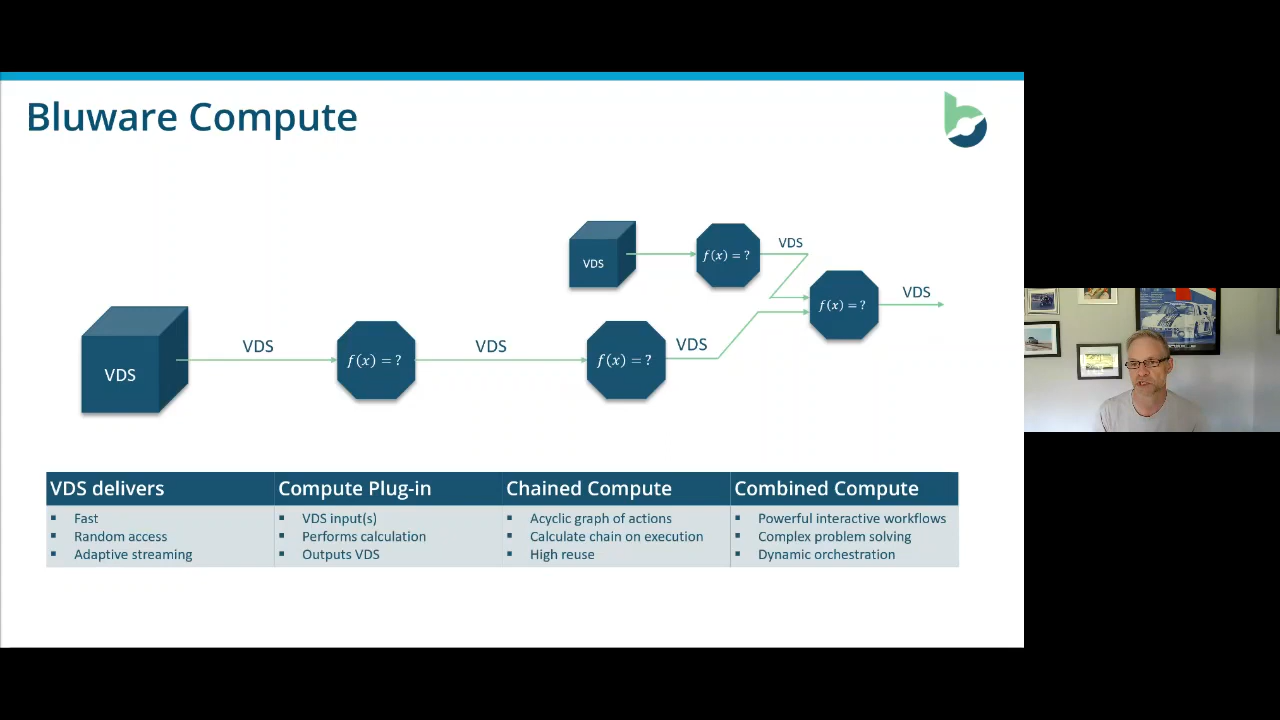 Bluware Compute
VDS
f(x) = ?
VDS
VDS
f(x) = ?
VDS
VDS
VDS
f(x) = ?
VDS
f(x) = ?
VDS
VDS delivers
Fast
Random access
Adaptive streaming
Compute Plug-in
VDS input(s)
Performs calculation
Outputs VDS
Chained Compute
Acyclic graph of actions
Calculate chain on execution
High reuse
Combined Compute
Powerful interactive workflows
Complex problem solving
Dynamic orchestration